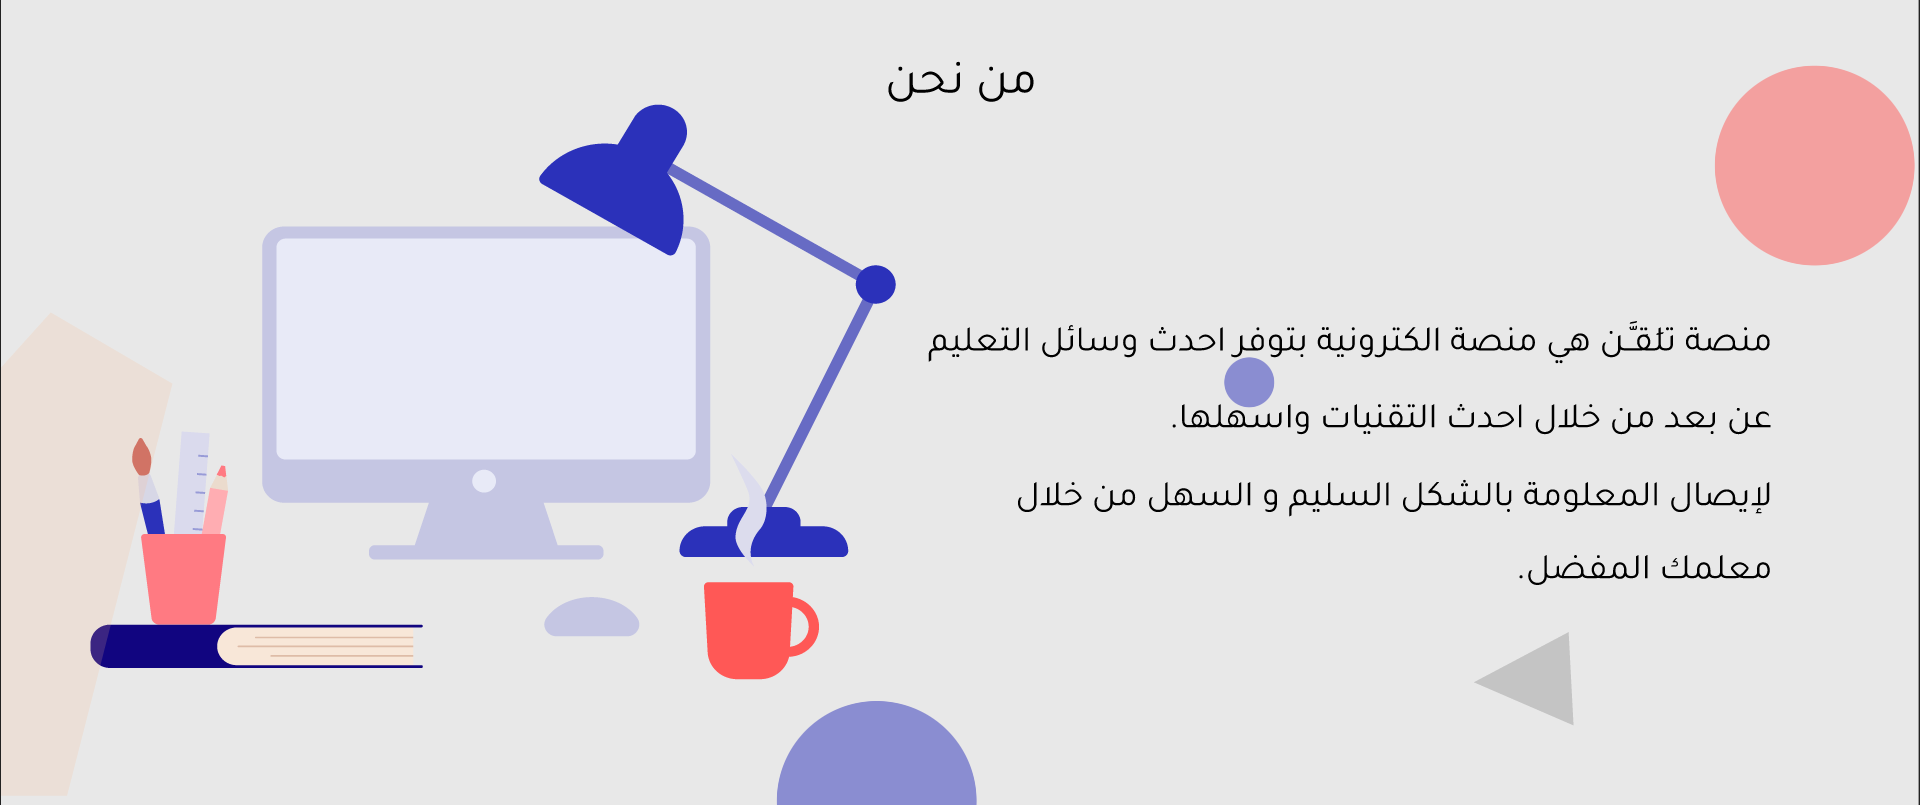 من نحن
منصة تلقَّـن هي منصة الكترونية بتوفر احدث وسائل التعليم
عن بعد من خلال احدث التقنيات واسهلها.
لإيصال المعلومة بالشكل السليم و السهل من خلال
معلمك المفضل.